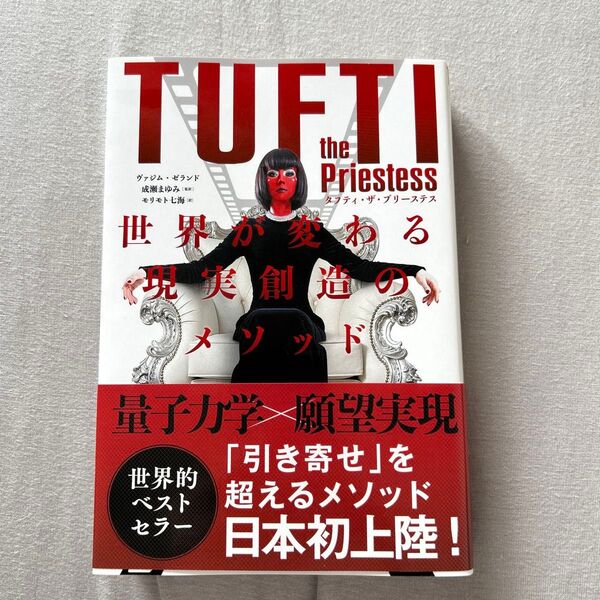 TUFTI
the
Priestess
タフティ・ザ・プリーステス
ヴァジム・ゼランド
成瀬まゆみ[監訳]
モリモト七海[訳]
世界が変わる
現実創造の
メソッド
量子力学×願望実現
世界的
ベスト
セラー
「引き寄せ」を
超えるメソッド
日本初上陸!